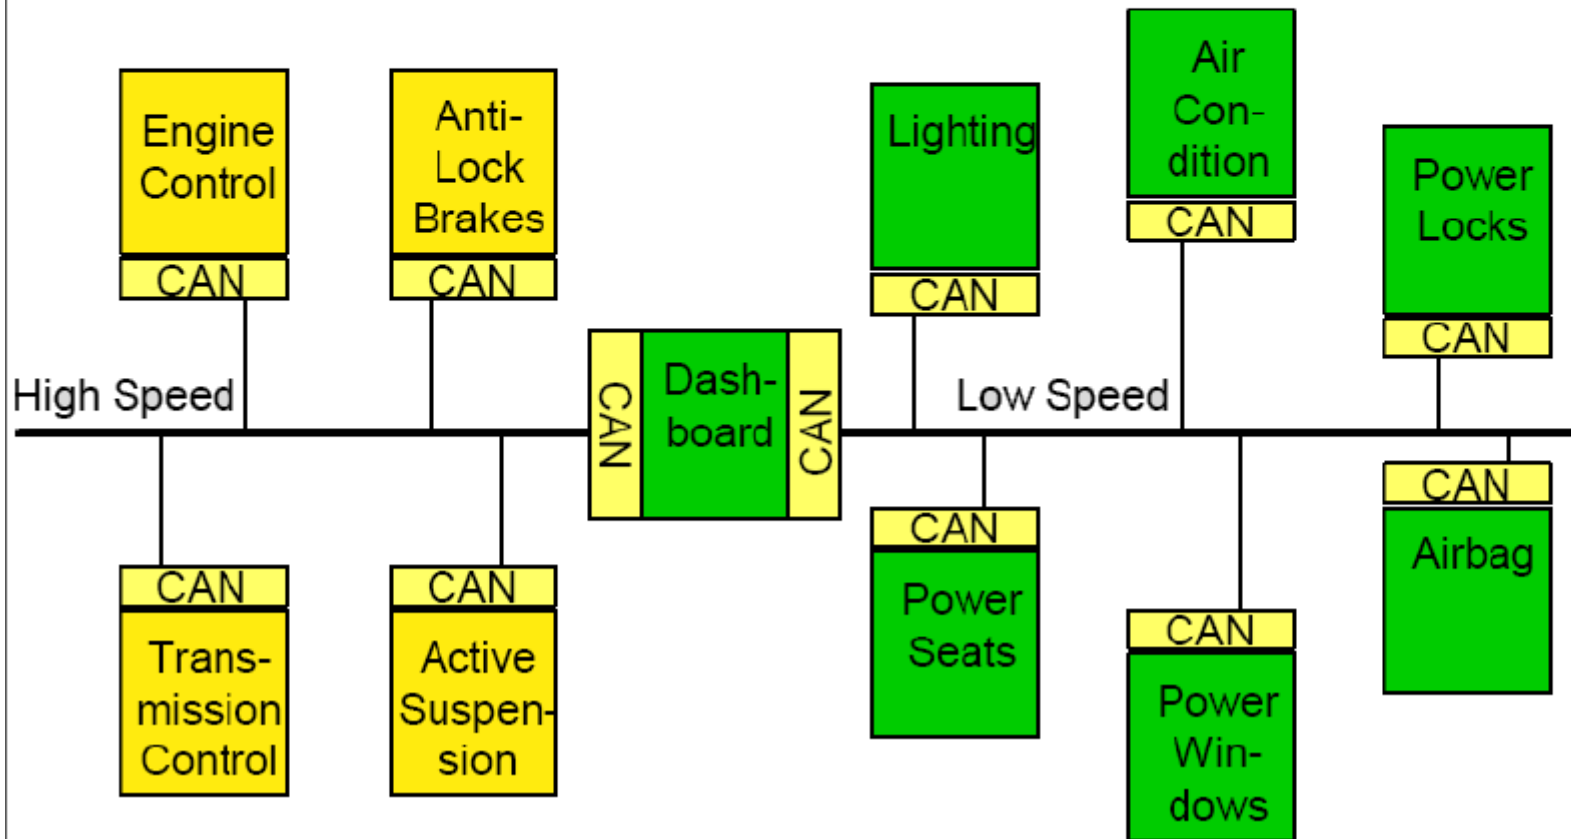 Engine
Control
CAN
Anti-
Lock
Brakes
CAN
Lighting
CAN
Air
Con-
dition
CAN
Power
Locks
CAN
High Speed
CAN
Dash-
board
CAN
Low Speed
CAN
Trans-
mission
Control
CAN
Active
Suspen-
sion
CAN
Power
Seats
CAN
Power
Win-
dows
CAN
Airbag